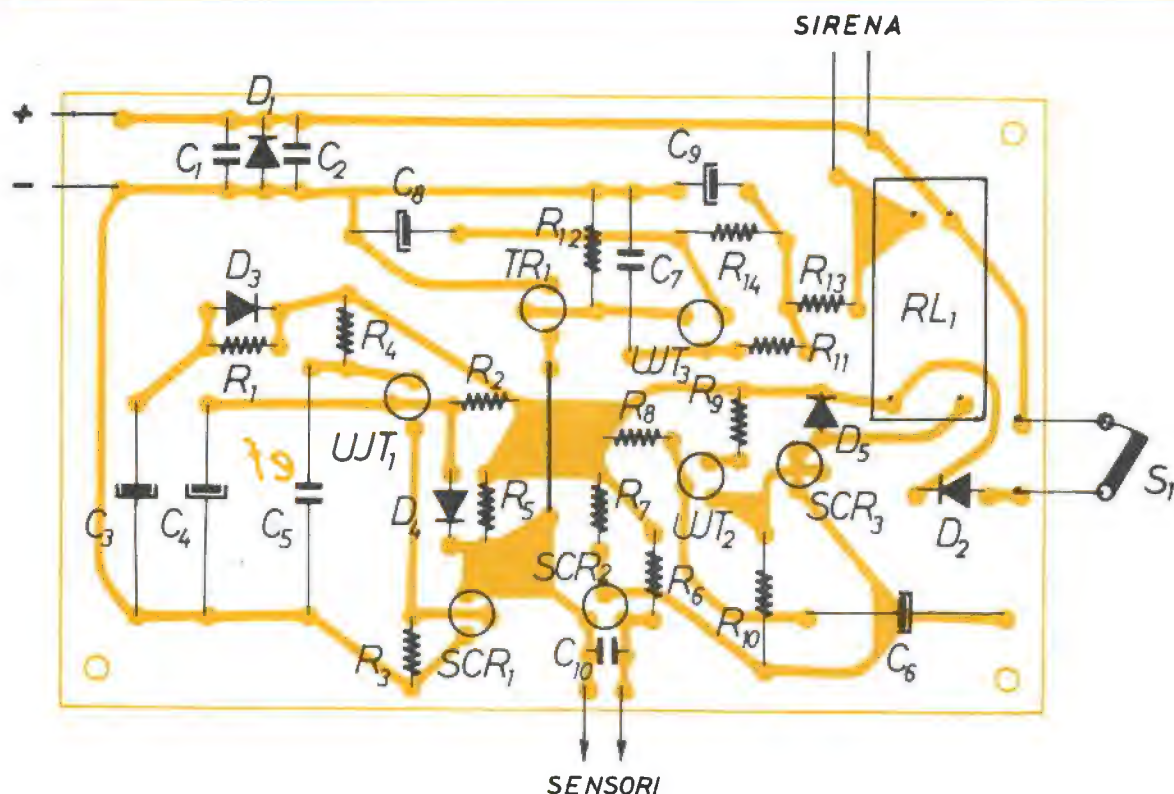 SIRENA
+
D1
C1
C2
-
C8
C9
R12
TR1
C7
R14
R13
D3
R4
RL1
R1
R2
UJT3
R11
R9
R8
UJT1
D5
C3
C4
C5
D4
R5
R7
UJT2
SCR3
D2
S1
SCR2
R6
R10
C6
R3
SCR1
C10
SENSORI